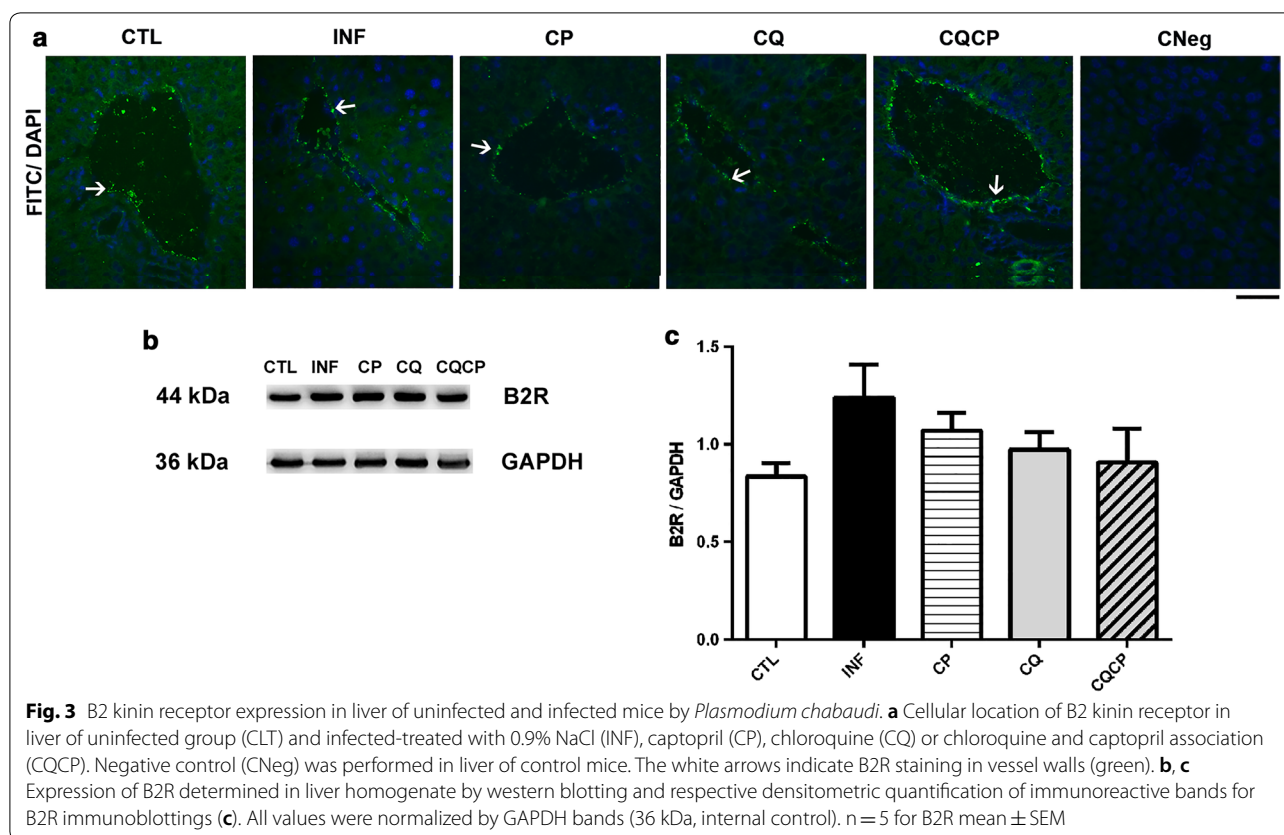 a
CTL INF CP CQ CQCP CNeg
FITC/ DAPI
b
CTL INF CP CQ CQCP
44 kDa B2R
36 kDa GAPDH
c
1.5
1.0
0.5
0.0
B2R / GAPDH
CTL INF CP CQ CQCP
Fig. 3 B2 kinin receptor expression in liver of uninfected and infected mice by Plasmodium chabaudi. a Cellular location of B2 kinin receptor in
liver of uninfected group (CLT) and infected-treated with 0.9% NaCl (INF), captopril (CP), chloroquine (CQ) or chloroquine and captopril association
(CQCP). Negative control (CNeg) was performed in liver of control mice. The white arrows indicate B2R staining in vessel walls (green). b, c
Expression of B2R determined in liver homogenate by western blotting and respective densitometric quantification of immunoreactive bands for
B2R immunoblottings (c). All values were normalized by GAPDH bands (36 kDa, internal control). n = 5 for B2R mean ± SEM